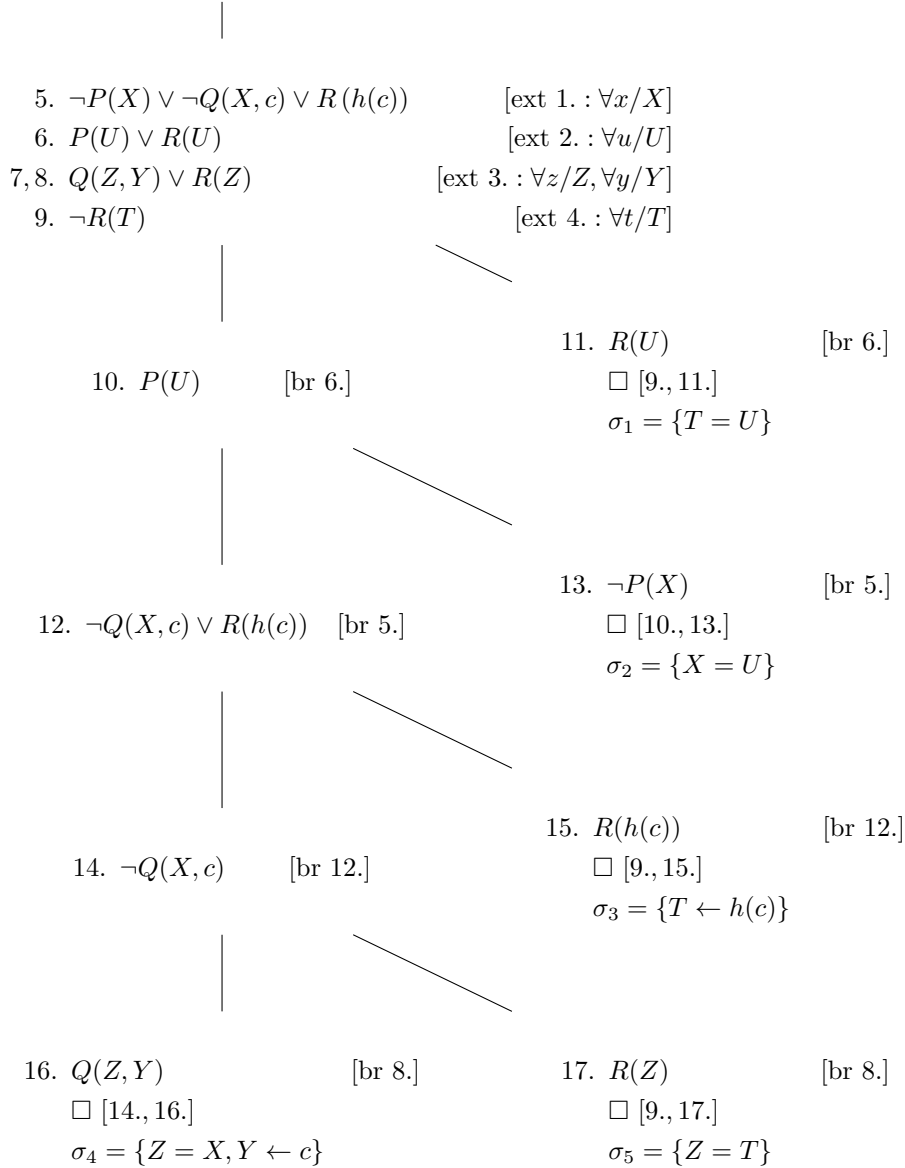 5. ¬P(X) ∨ ¬Q(X, c) ∨ R (h(c)) [ext 1. : ∀x/X]
6. P(U) ∨ R(U) [ext 2. : ∀u/U]
7, 8. Q(Z, Y) ∨ R(Z) [ext 3. : ∀z/Z, ∀y/Y]
9. ¬R(T) [ext 4. : ∀t/T]
11. R(U) [br 6.]
10. P(U) [br 6.]
□ [9., 11.]
σ₁ = {T = U}
13. ¬P(X) [br 5.]
12. ¬Q(X, c) ∨ R(h(c)) [br 5.]
□ [10., 13.]
σ₂ = {X = U}
15. R(h(c)) [br 12.]
14. ¬Q(X, c) [br 12.]
□ [9., 15.]
σ₃ = {T ← h(c)}
16. Q(Z, Y) [br 8.]
□ [14., 16.]
σ₄ = {Z = X, Y ← c}
17. R(Z) [br 8.]
□ [9., 17.]
σ₅ = {Z = T}